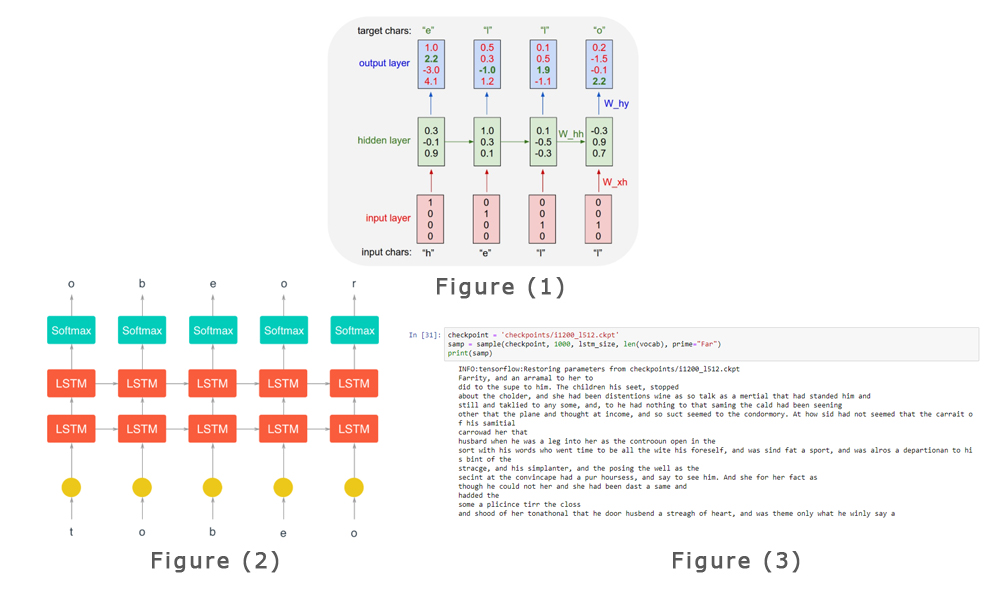 target chars: "e" "l" "l" "o"
output layer
1.0 0.5 0.1 0.2
2.2 0.3 0.5 -1.5
-3.0 -1.0 1.9 -0.1
4.1 1.2 -1.1 2.2
W_hy
hidden layer
0.3 1.0 0.1 -0.3
-0.1 0.3 -0.5 0.9
0.9 0.1 -0.3 0.7
W_hh
W_xh
input layer
1 0 0 0
0 1 0 0
0 0 1 1
0 0 0 0
input chars: "h" "e" "l" "l"
Figure (1)
o b e o r
Softmax Softmax Softmax Softmax Softmax
LSTM LSTM LSTM LSTM LSTM
LSTM LSTM LSTM LSTM LSTM
t o b e o
Figure (2)
In [31]: checkpoint = 'checkpoints/i1200_l512.ckpt'
samp = sample(checkpoint, 1000, lstm_size, len(vocab), prime="Far")
print(samp)
INFO:tensorflow:Restoring parameters from checkpoints/i1200_l512.ckpt
Farrity, and an arramal to her to
did to the supe to him. The children his seet, stopped
about the cholder, and she had been distentions wine as so talk as a mertial that had standed him and
still and taklied to any some, and, to he had nothing to that saming the cald had been seening
other that the plane and thought at income, and so suct seemed to the condormory. At how sid had not seemed that the carrait o
f his samitial
carrowad her that
husbard when he was a leg into her as the controoun open in the
sort with his words who went time to be all the wite his foreself, and was sind fat a sport, and was alros a departionan to hi
s bint of the
stracge, and his simplanter, and the posing the well as the
secint at the convincape had a pur hoursess, and say to see him. And she for her fact as
though he could not her and she had been dast a same and
hadded the
some a plicince tirr the closs
and shood of her tonathonal that he door husbend a streagh of heart, and was theme only what he winly say a
Figure (3)